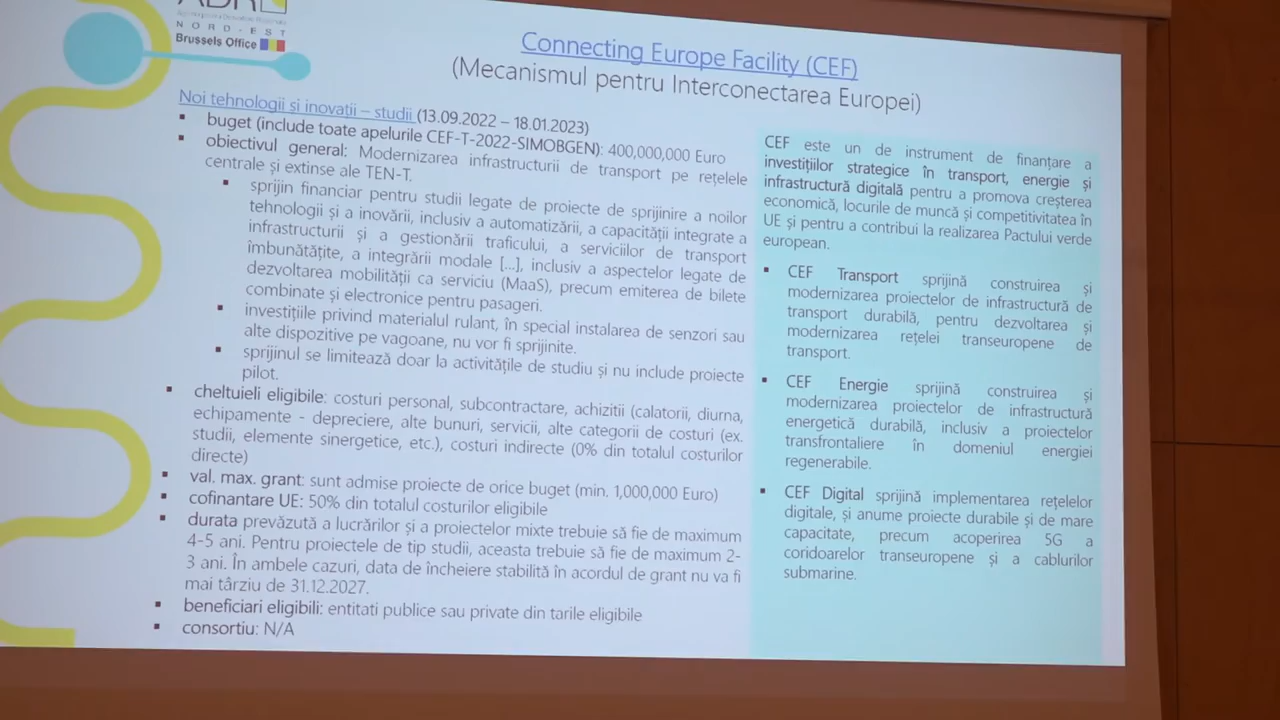 ADR
NORD-EST
Brussels Office
Connecting Europe Facility (CEF)
(Mecanismul pentru Interconectarea Europei)
Noi tehnologii si inovatii – studii (13.09.2022 – 18.01.2023)
buget (include toate apelurile CEF-T-2022-SIMOBGEN): 400,000,000 Euro
obiectivul general: Modernizarea infrastructurii de transport pe rețelele
centrale și extinse ale TEN-T.
sprijin financiar pentru studii legate de proiecte de sprijinire a noilor
tehnologii și a inovării, inclusiv a automatizării, a capacității integrate a
infrastructurii și a gestionării traficului, a serviciilor de transport
îmbunătățite, a integrării modale [...], inclusiv a aspectelor legate de
dezvoltarea mobilității ca serviciu (MaaS), precum emiterea de bilete
combinate și electronice pentru pasageri.
investițiile privind materialul rulant, în special instalarea de senzori sau
alte dispozitive pe vagoane, nu vor fi sprijinite.
sprijinul se limitează doar la activitățile de studiu și nu include proiecte
pilot.
cheltuieli eligibile: costuri personal, subcontractare, achizitii (calatorii, diurna,
echipamente - depreciere, alte bunuri, servicii, alte categorii de costuri (ex.
studii, elemente sinergetice, etc.), costuri indirecte (0% din totalul costurilor
directe)
val. max. grant: sunt admise proiecte de orice buget (min. 1,000,000 Euro)
cofinantare UE: 50% din totalul costurilor eligibile
durata prevăzută a lucrărilor și a proiectelor mixte trebuie să fie de maximum
4-5 ani. Pentru proiectele de tip studii, aceasta trebuie să fie de maximum 2-
3 ani. În ambele cazuri, data de încheiere stabilită în acordul de grant nu va fi
mai târziu de 31.12.2027.
beneficiari eligibili: entitati publice sau private din tarile eligibile
consortiu: N/A
CEF este un de instrument de finanțare a
investițiilor strategice în transport, energie și
infrastructură digitală pentru a promova creșterea
economică, locurile de muncă și competitivitatea în
UE și pentru a contribui la realizarea Pactului verde
european.
CEF Transport sprijină construirea și
modernizarea proiectelor de infrastructură de
transport durabilă, pentru dezvoltarea și
modernizarea rețelei transeuropene de
transport.
CEF Energie sprijină construirea și
modernizarea proiectelor de infrastructură
energetică durabilă, inclusiv a proiectelor
transfrontaliere în domeniul energiei
regenerabile.
CEF Digital sprijină implementarea rețelelor
digitale, și anume proiecte durabile și de mare
capacitate, precum acoperirea 5G a
coridoarelor transeuropene și a cablurilor
submarine.